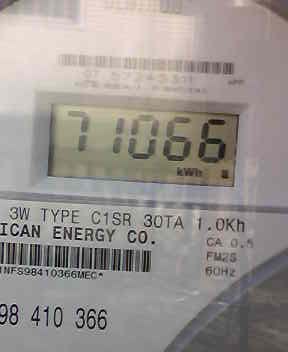 71066
kWh
3W TYPE C1SR 30TA 1.0Kh
ICAN ENERGY CO.
CA 0.5
FM2S
60HZ
NFS98410366MEC*
98 410 366